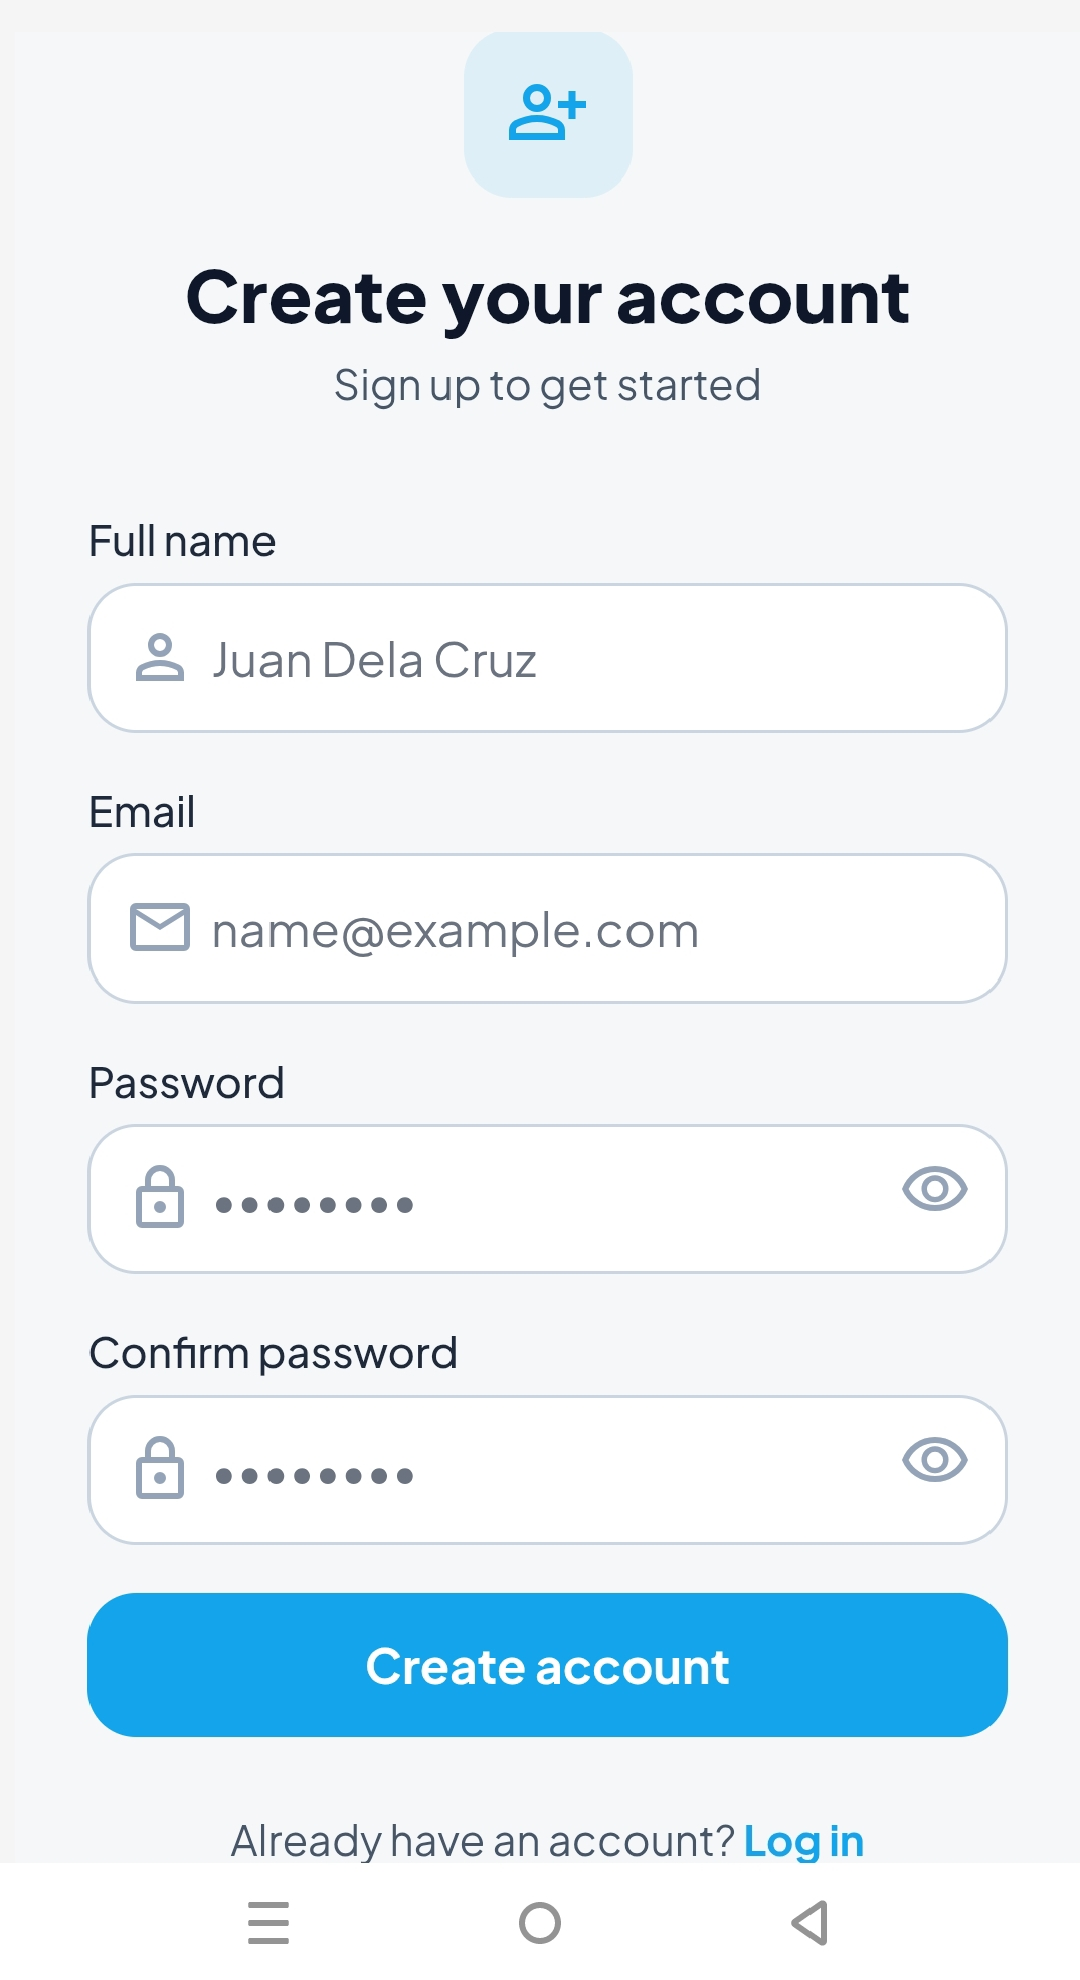 Create your account
Sign up to get started
Full name
Juan Dela Cruz
Email
name@example.com
Password
••••••••
Confirm password
••••••••
Create account
Already have an account? Log in